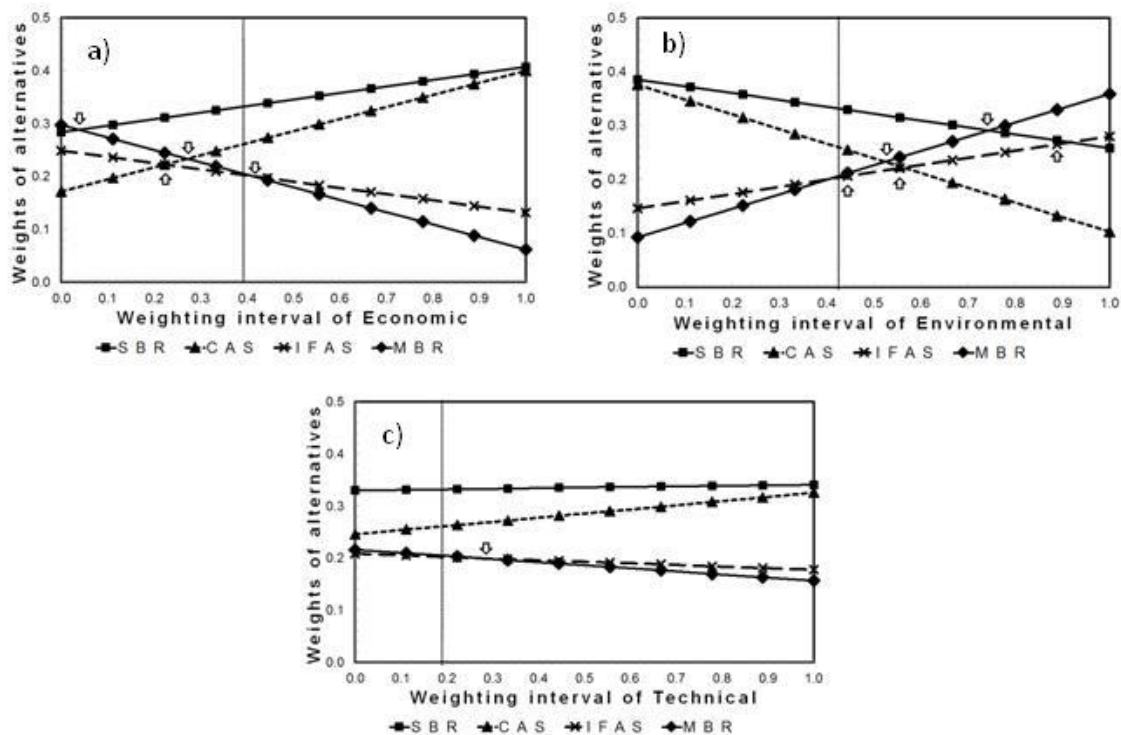 a)
Weights of alternatives
0.5
0.4
0.3
0.2
0.1
0.0
0.0 0.1 0.2 0.3 0.4 0.5 0.6 0.7 0.8 0.9 1.0
Weighting interval of Economic
SBR CAS IFAS MBR
b)
Weights of alternatives
0.5
0.4
0.3
0.2
0.1
0.0
0.0 0.1 0.2 0.3 0.4 0.5 0.6 0.7 0.8 0.9 1.0
Weighting interval of Environmental
SBR CAS IFAS MBR
c)
Weights of alternatives
0.5
0.4
0.3
0.2
0.1
0.0
0.0 0.1 0.2 0.3 0.4 0.5 0.6 0.7 0.8 0.9 1.0
Weighting interval of Technical
SBR CAS IFAS MBR